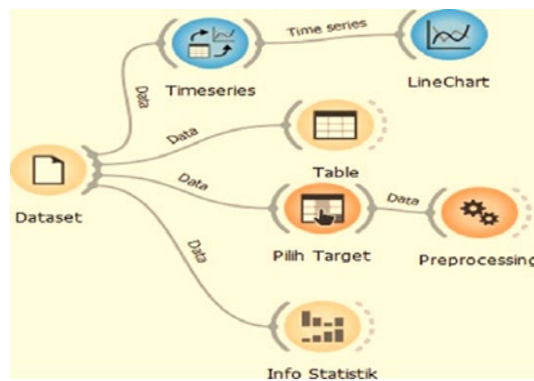 Time series
LineChart
Timeseries
Data
Data
Table
Dataset
Data
Pilih Target
Data
Preprocessing
Data
Info Statistik